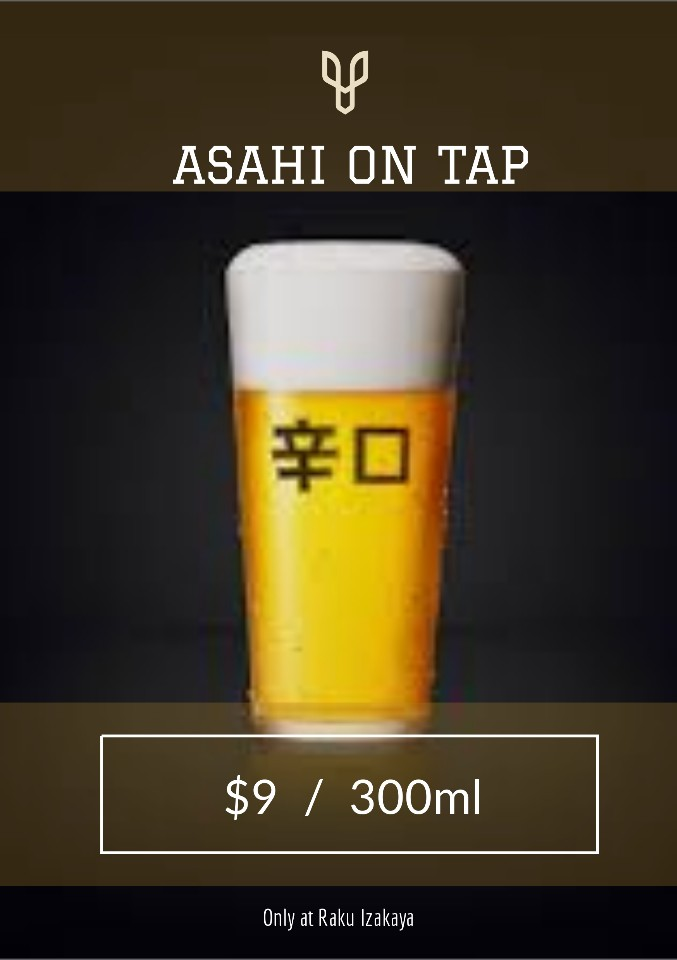 ASAHI ON TAP
辛口
$9 / 300ml
Only at Raku Izakaya